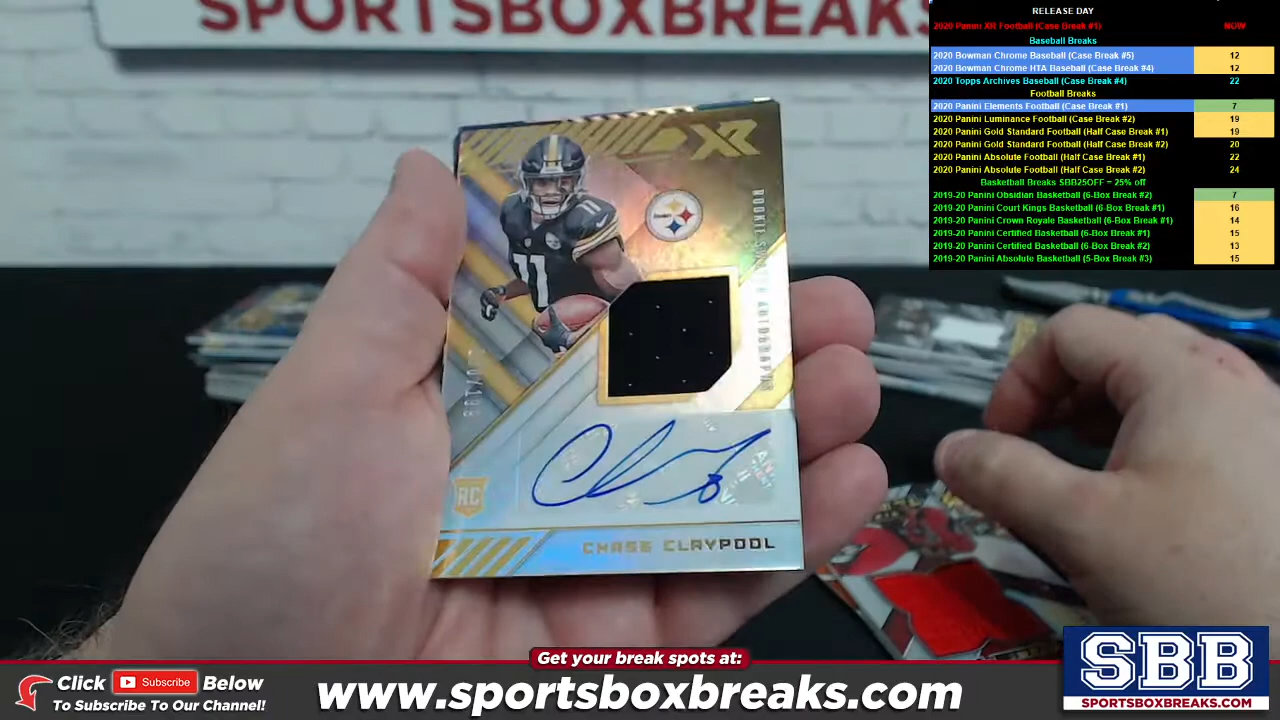 SPORTSBOXBREAKS
RELEASE DAY
2020 Panini XR Football (Case Break #1) NOW
Baseball Breaks
2020 Bowman Chrome Baseball (Case Break #5) 12
2020 Bowman Chrome HTA Baseball (Case Break #4) 12
2020 Topps Archives Baseball (Case Break #4) 22
Football Breaks
2020 Panini Elements Football (Case Break #1) 7
2020 Panini Luminance Football (Case Break #2) 19
2020 Panini Gold Standard Football (Half Case Break #1) 19
2020 Panini Gold Standard Football (Half Case Break #2) 20
2020 Panini Absolute Football (Half Case Break #1) 22
2020 Panini Absolute Football (Half Case Break #2) 24
Basketball Breaks SBB25OFF = 25% off
2019-20 Panini Obsidian Basketball (6-Box Break #2) 7
2019-20 Panini Court Kings Basketball (6-Box Break #1) 16
2019-20 Panini Crown Royale Basketball (6-Box Break #1) 14
2019-20 Panini Certified Basketball (6-Box Break #1) 15
2019-20 Panini Certified Basketball (6-Box Break #2) 13
2019-20 Panini Absolute Basketball (5-Box Break #3) 15
XR
Steelers
11
11
RC
CHASE CLAYPOOL
Get your break spots at:
Click Subscribe Below
To Subscribe To Our Channel!
www.sportsboxbreaks.com
SBB
SPORTSBOXBREAKS.COM